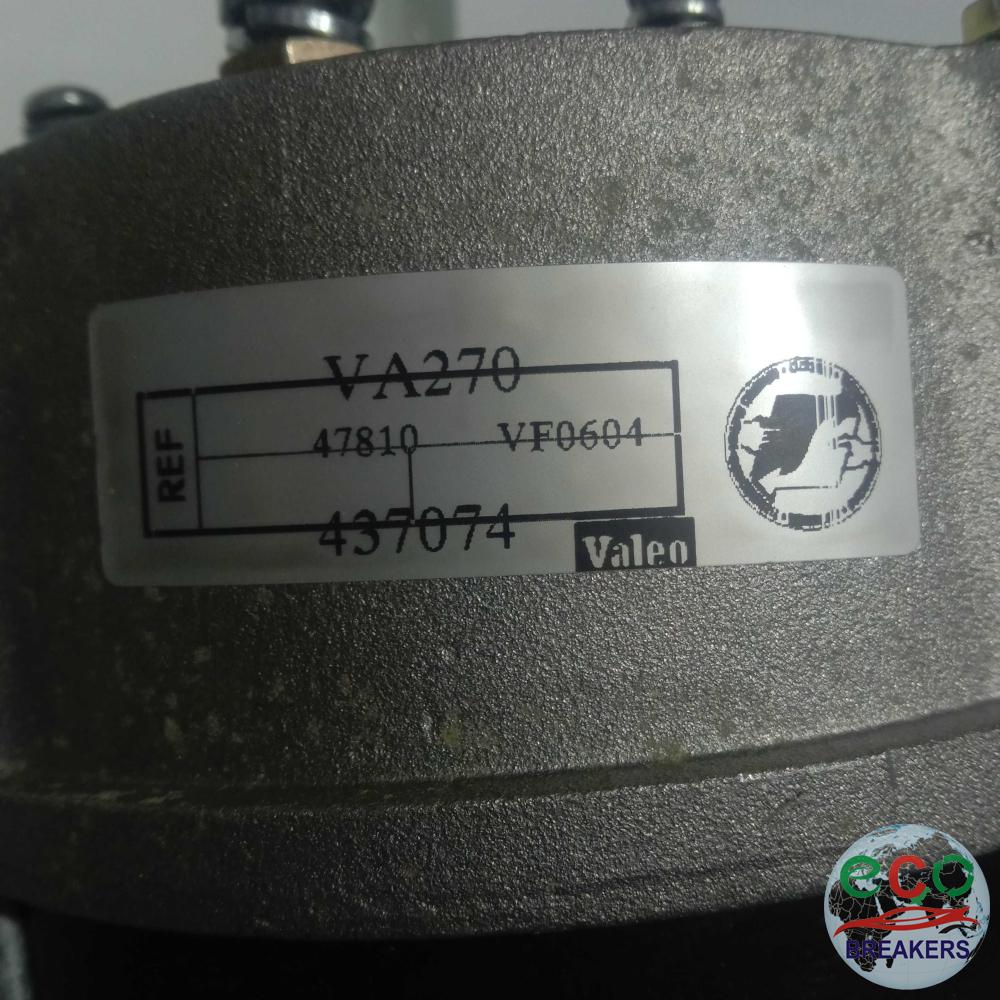 VA270
REF
47810 VF0604
437074
Valeo
eco
BREAKERS